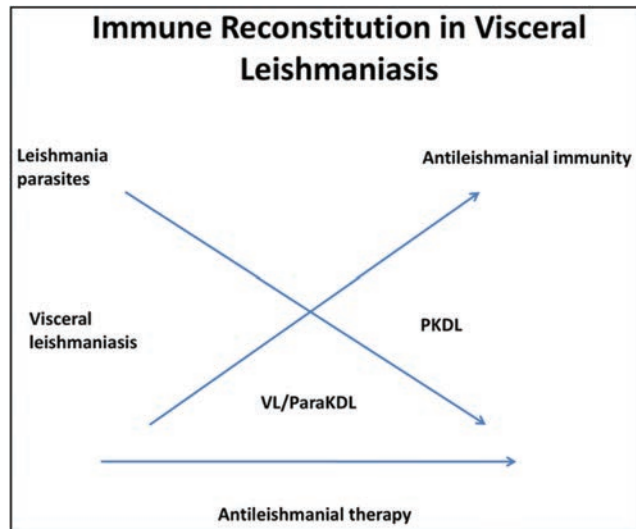 Immune Reconstitution in Visceral
Leishmaniasis
Leishmania
parasites
Antileishmanial immunity
Visceral
leishmaniasis
PKDL
VL/ParaKDL
Antileishmanial therapy